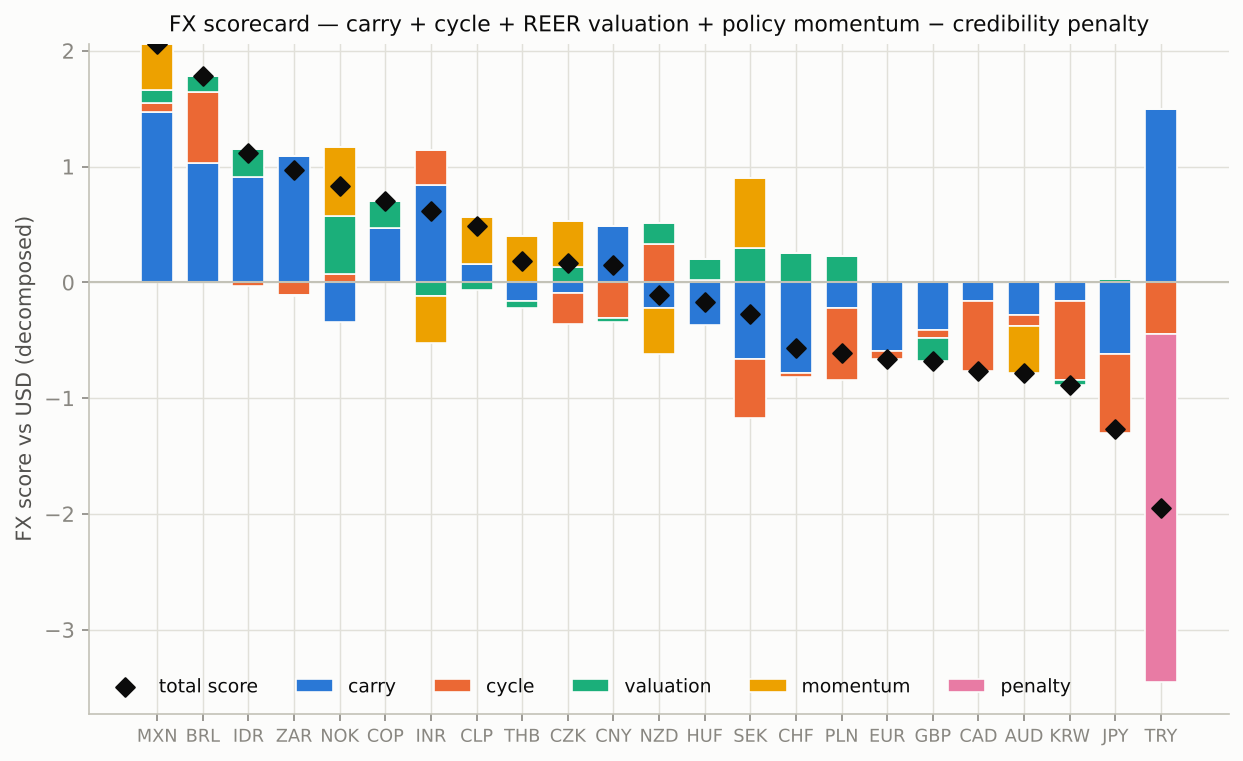 FX scorecard — carry + cycle + REER valuation + policy momentum − credibility penalty
FX score vs USD (decomposed)
2
1
0
−1
−2
−3
total score carry cycle valuation momentum penalty
MXN BRL IDR ZAR NOK COP INR CLP THB CZK CNY NZD HUF SEK CHF PLN EUR GBP CAD AUD KRW JPY TRY